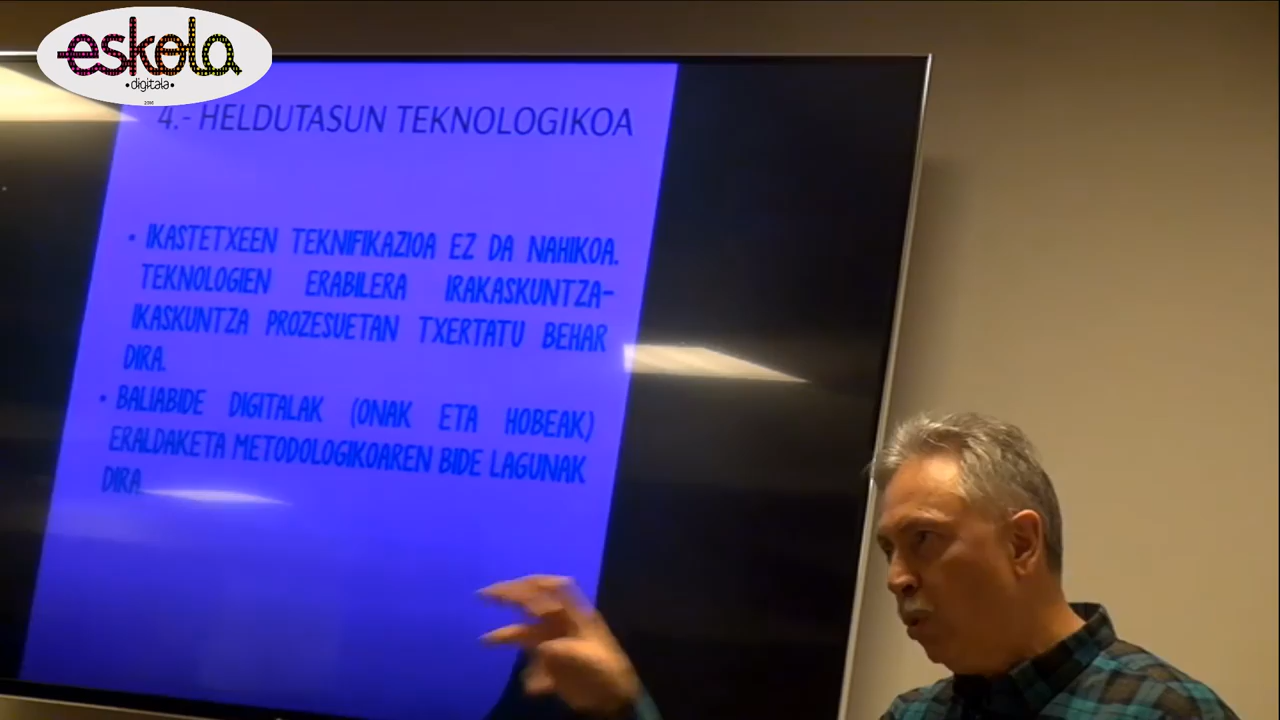 eskola
•digitala•
4.- HELDUTASUN TEKNOLOGIKOA
• IKASTETXEEN TEKNIFIKAZIOA EZ DA NAHIKOA.
TEKNOLOGIEN ERABILERA IRAKASKUNTZA-
IKASKUNTZA PROZESUETAN TXERTATU BEHAR
DIRA.
• BALIABIDE DIGITALAK (ONAK ETA HOBEAK)
ERALDAKETA METODOLOGIKOAREN BIDE LAGUNAK
DIRA